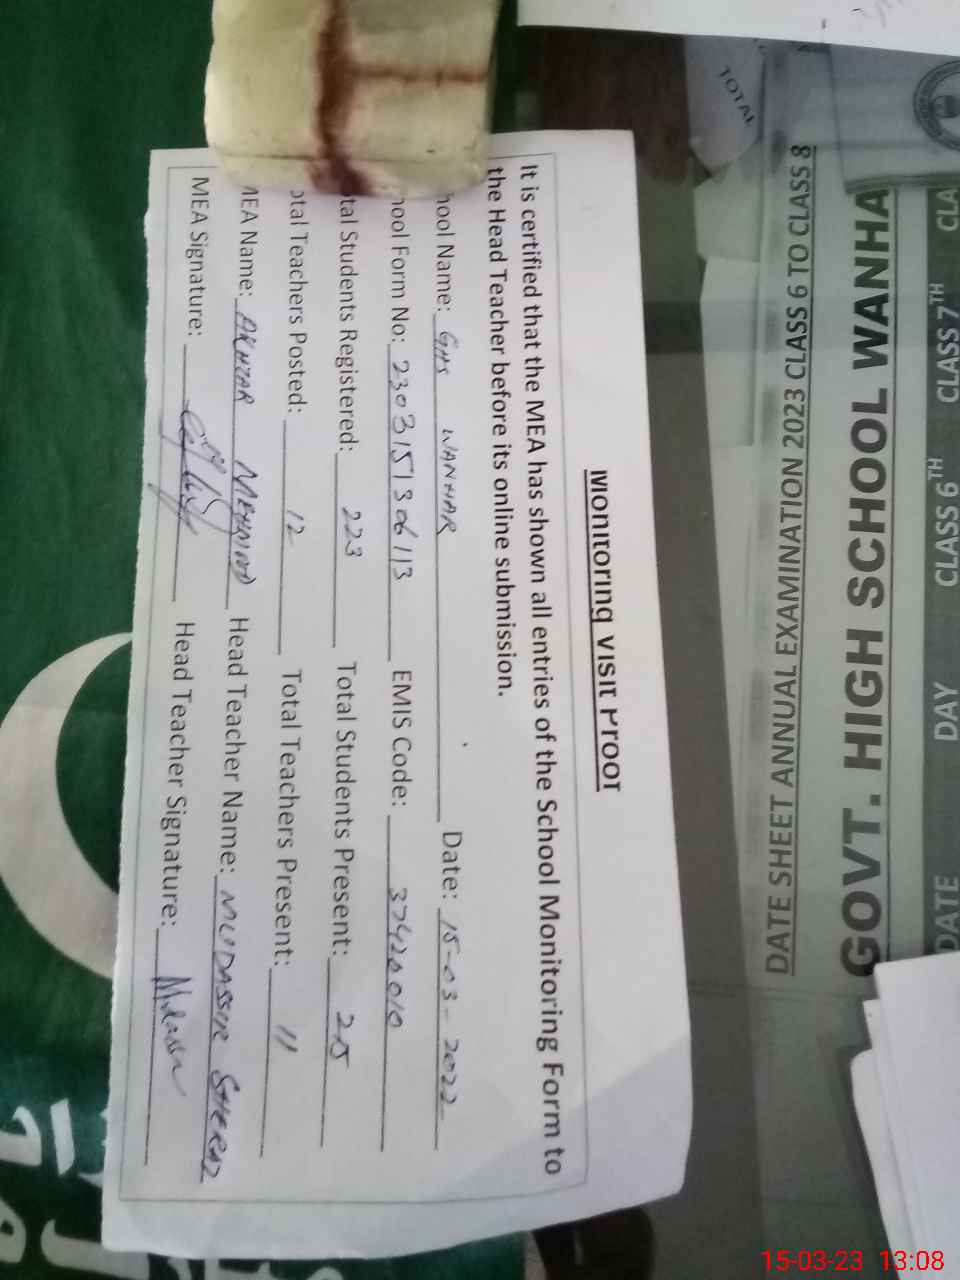 Monitoring Visit Proof
It is certified that the MEA has shown all entries of the School Monitoring Form to
the Head Teacher before its online submission.
hool Name: GHS WANHAR Date: 15-03-2022
hool Form No: 2303151306113 EMIS Code: 37420010
tal Students Registered: 223 Total Students Present: 25
otal Teachers Posted: 12 Total Teachers Present: 11
MEA Name: AKHTAR MEHMOOD Head Teacher Name: MUDASSIR SHERAZ
MEA Signature: Head Teacher Signature:
TOTAL
GOVT. HIGH SCHOOL WANHA
DATE SHEET ANNUAL EXAMINATION 2023 CLASS 6 TO CLASS 8
DATE DAY CLASS 6TH CLASS 7TH CLA
15-03-23 13:08